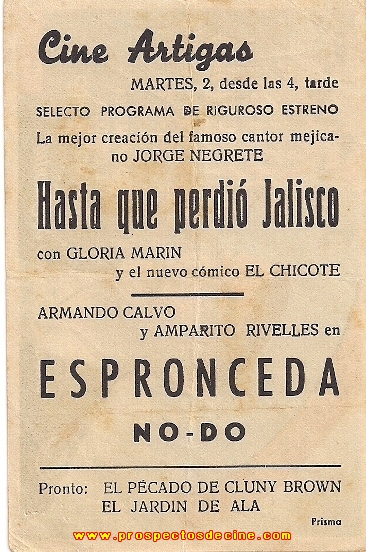 Cine Artigas
MARTES, 2, desde las 4, tarde
SELECTO PROGRAMA DE RIGUROSO ESTRENO
La mejor creación del famoso cantor mejica-
no JORGE NEGRETE
Hasta que perdió Jalisco
con GLORIA MARIN
y el nuevo cómico EL CHICOTE
ARMANDO CALVO
y AMPARITO RIVELLES en
ESPRONCEDA
NO-DO
Pronto: EL PÉCADO DE CLUNY BROWN
EL JARDIN DE ALA
Prisma
www.prospectosdecine.com